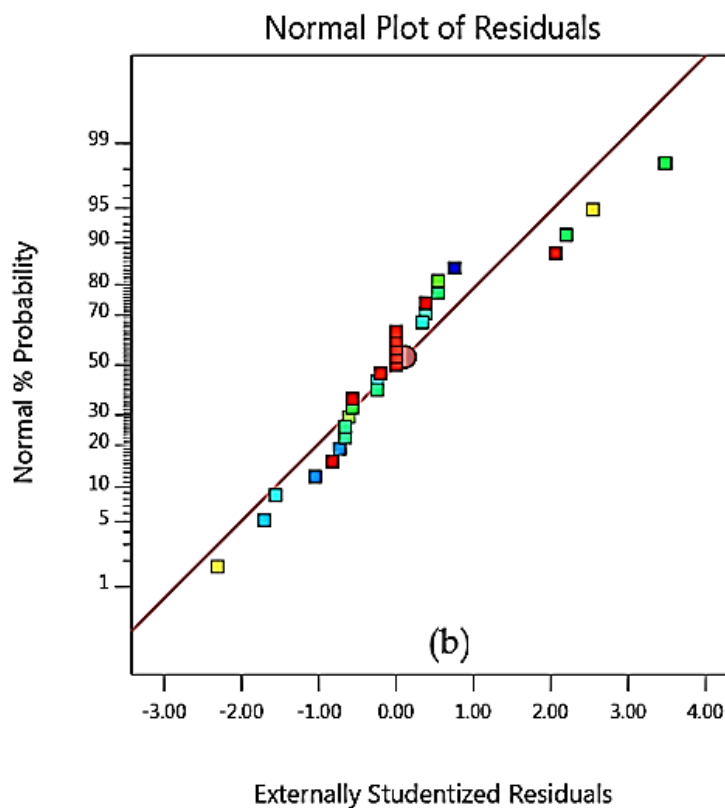 Normal Plot of Residuals
Normal % Probability
99
95
90
80
70
50
30
20
10
5
1
(b)
-3.00 -2.00 -1.00 0.00 1.00 2.00 3.00 4.00
Externally Studentized Residuals